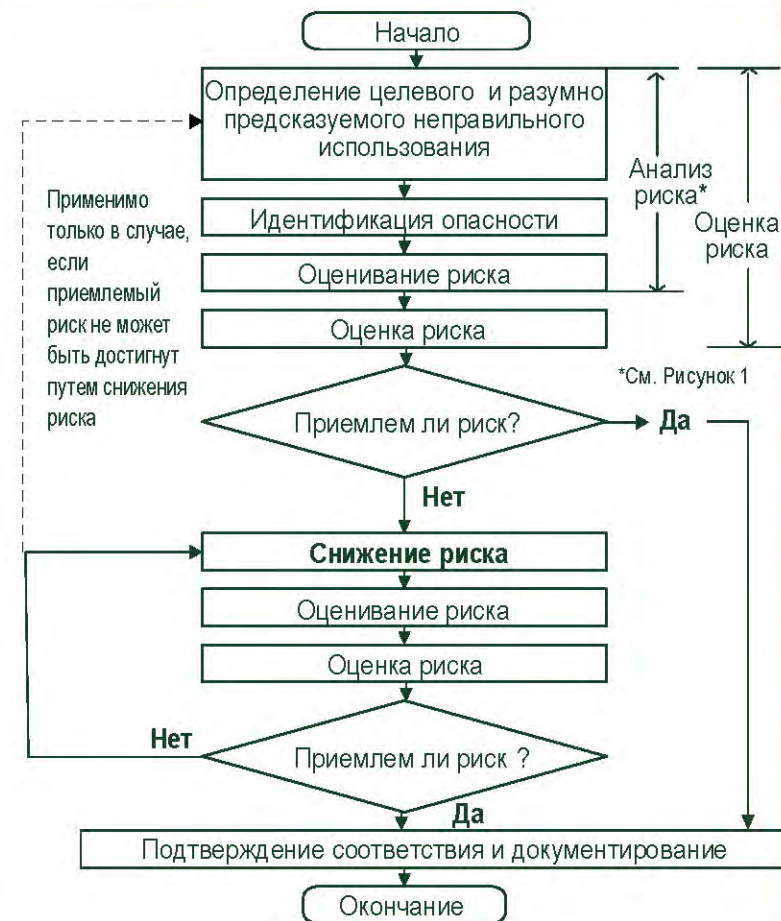 Начало
Определение целевого и разумно
предсказуемого неправильного
использования
Анализ
риска*
Оценка
риска
Применимо
только в случае,
если
приемлемый
риск не может
быть достигнут
путем снижения
риска
Идентификация опасности
Оценивание риска
Оценка риска
*См. Рисунок 1
Приемлем ли риск?
Да
Нет
Снижение риска
Оценивание риска
Оценка риска
Нет
Приемлем ли риск ?
Да
Подтверждение соответствия и документирование
Окончание